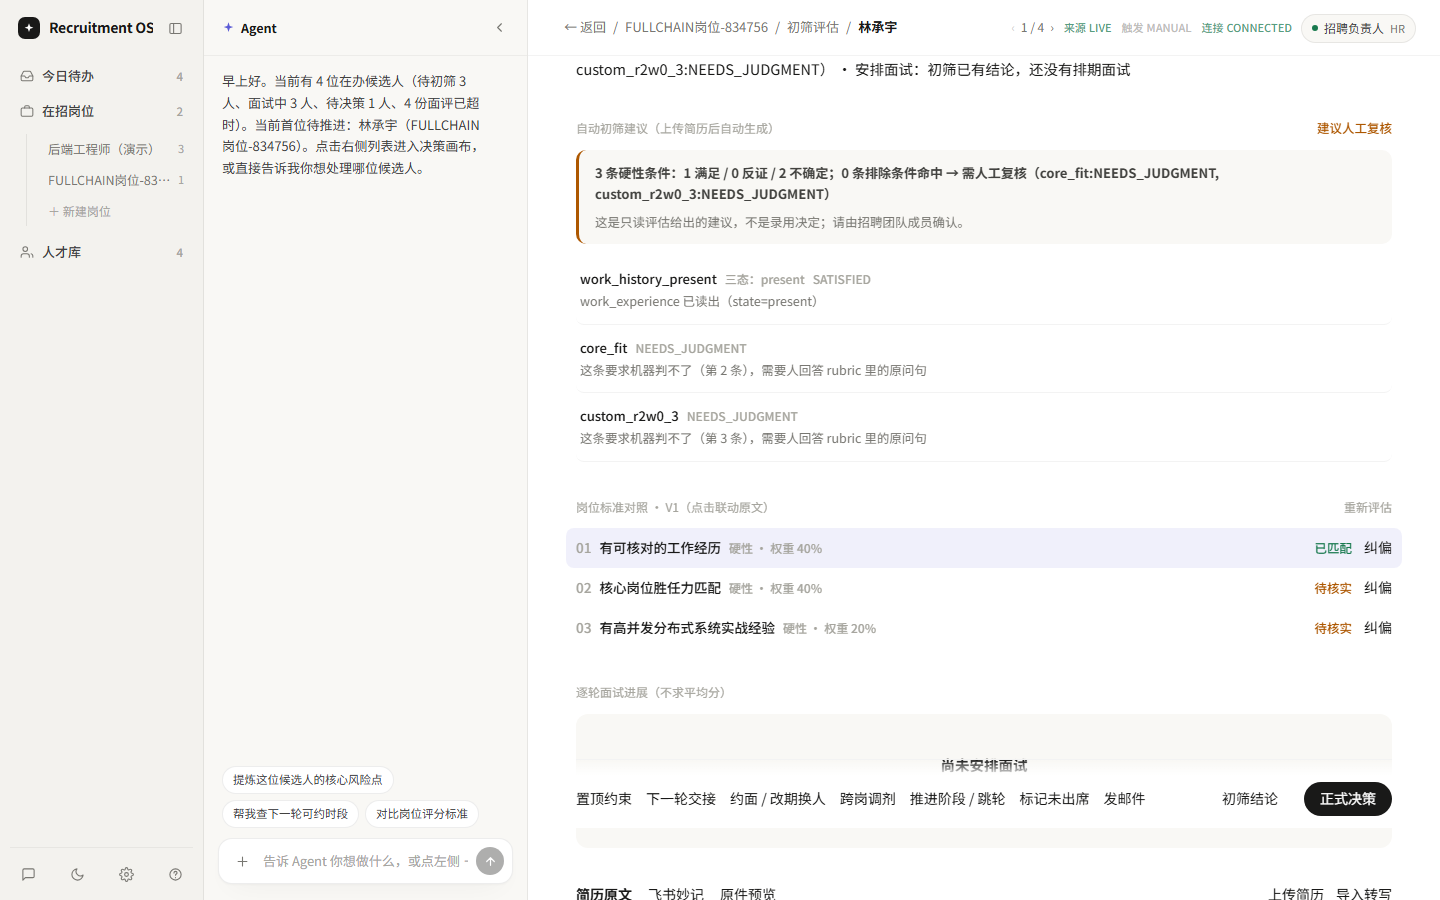 Recruitment OS
今日待办 4
在招岗位 2
后端工程师（演示） 3
FULLCHAIN岗位-83… 1
＋ 新建岗位
人才库 4
Agent
早上好。当前有 4 位在办候选人（待初筛 3
人、面试中 3 人、待决策 1 人、4 份面评已超
时）。当前首位待推进：林承宇（FULLCHAIN
岗位-834756）。点击右侧列表进入决策画布，
或直接告诉我你想处理哪位候选人。
提炼这位候选人的核心风险点
帮我查下一轮可约时段 对比岗位评分标准
告诉 Agent 你想做什么，或点左侧
← 返回 / FULLCHAIN岗位-834756 / 初筛评估 / 林承宇
‹ 1 / 4 › 来源 LIVE 触发 MANUAL 连接 CONNECTED 招聘负责人 HR
custom_r2w0_3:NEEDS_JUDGMENT） · 安排面试：初筛已有结论，还没有排期面试
自动初筛建议（上传简历后自动生成） 建议人工复核
3 条硬性条件：1 满足 / 0 反证 / 2 不确定；0 条排除条件命中 → 需人工复核（core_fit:NEEDS_JUDGMENT,
custom_r2w0_3:NEEDS_JUDGMENT）
这是只读评估给出的建议，不是录用决定；请由招聘团队成员确认。
work_history_present 三态：present SATISFIED
work_experience 已读出（state=present）
core_fit NEEDS_JUDGMENT
这条要求机器判不了（第 2 条），需要人回答 rubric 里的原问句
custom_r2w0_3 NEEDS_JUDGMENT
这条要求机器判不了（第 3 条），需要人回答 rubric 里的原问句
岗位标准对照 · V1（点击联动原文） 重新评估
01 有可核对的工作经历 硬性 · 权重 40% 已匹配 纠偏
02 核心岗位胜任力匹配 硬性 · 权重 40% 待核实 纠偏
03 有高并发分布式系统实战经验 硬性 · 权重 20% 待核实 纠偏
逐轮面试进展（不求平均分）
尚未安排面试
置顶约束 下一轮交接 约面 / 改期换人 跨岗调剂 推进阶段 / 跳轮 标记未出席 发邮件 初筛结论 正式决策
简历原文 飞书妙记 原件预览 上传简历 导入转写